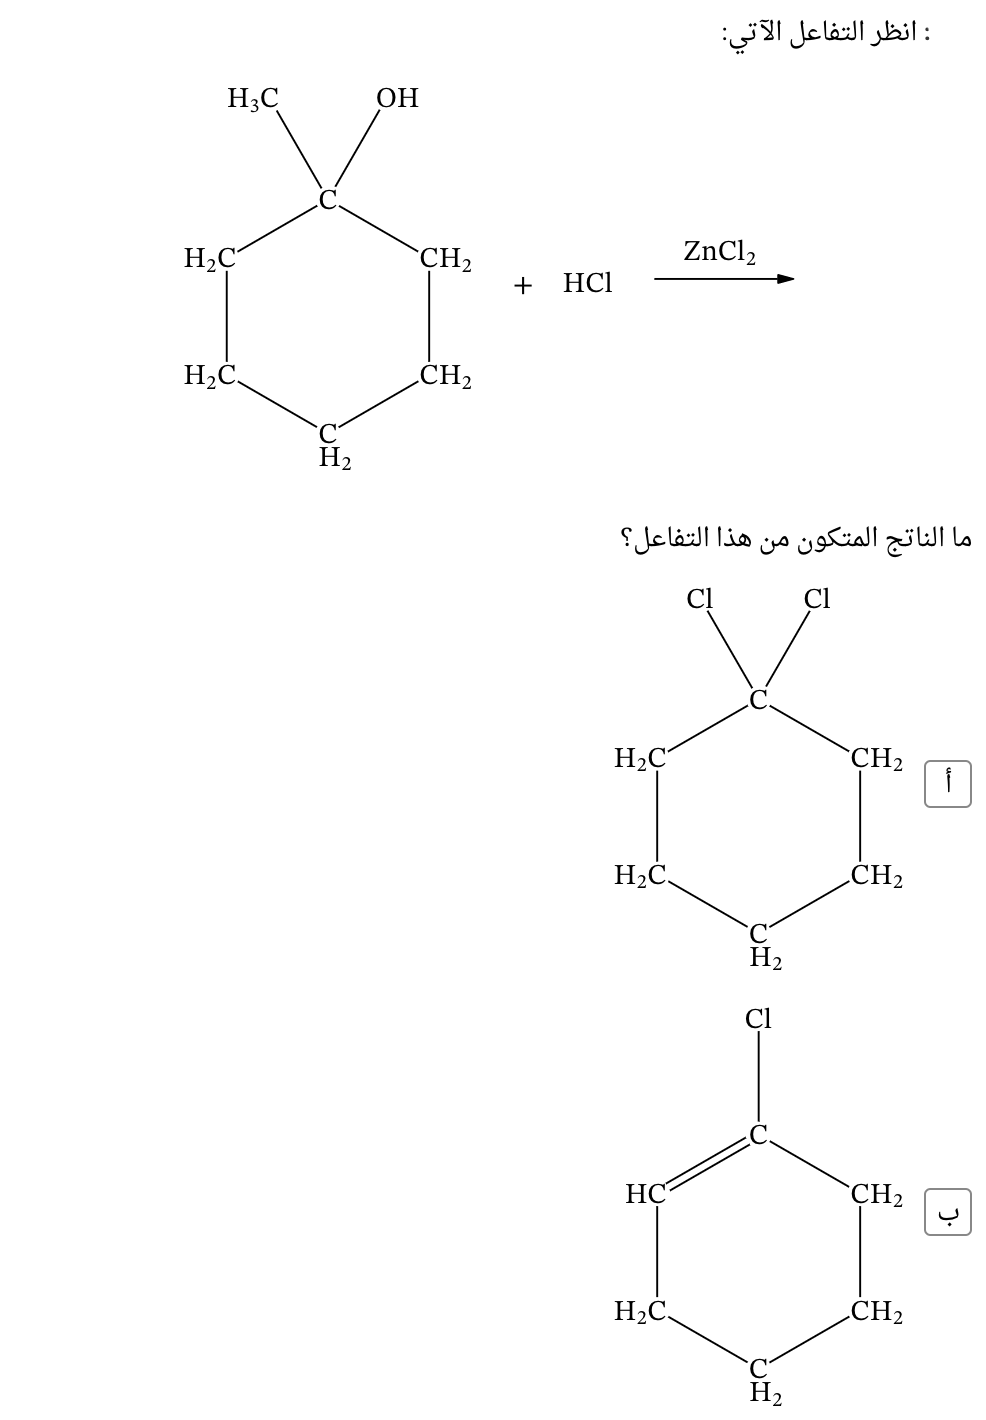 : انظر التفاعل الآتي:
H₃C OH
C
H₂C CH₂
+ HCl ZnCl₂
H₂C CH₂
C
H₂
ما الناتج المتكون من هذا التفاعل؟
Cl Cl
C
H₂C CH₂
أ
H₂C CH₂
C
H₂
Cl
C
HC CH₂
ب
H₂C CH₂
C
H₂